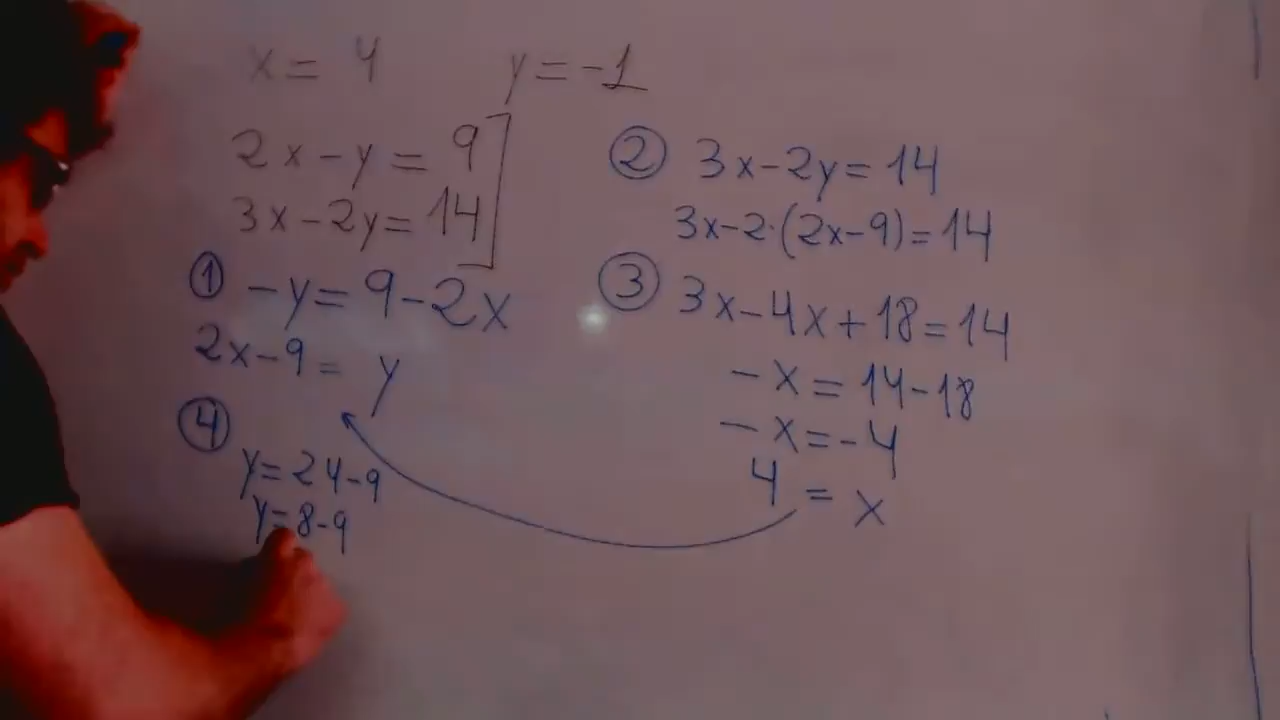 x = 4 y = -1
2x - y = 9
3x - 2y = 14
① -y = 9 - 2x
2x - 9 = y
④
y = 2 4 - 9
y = 8 - 9
② 3x - 2y = 14
3x - 2·(2x - 9) = 14
③ 3x - 4x + 18 = 14
-x = 14 - 18
-x = -4
4 = x